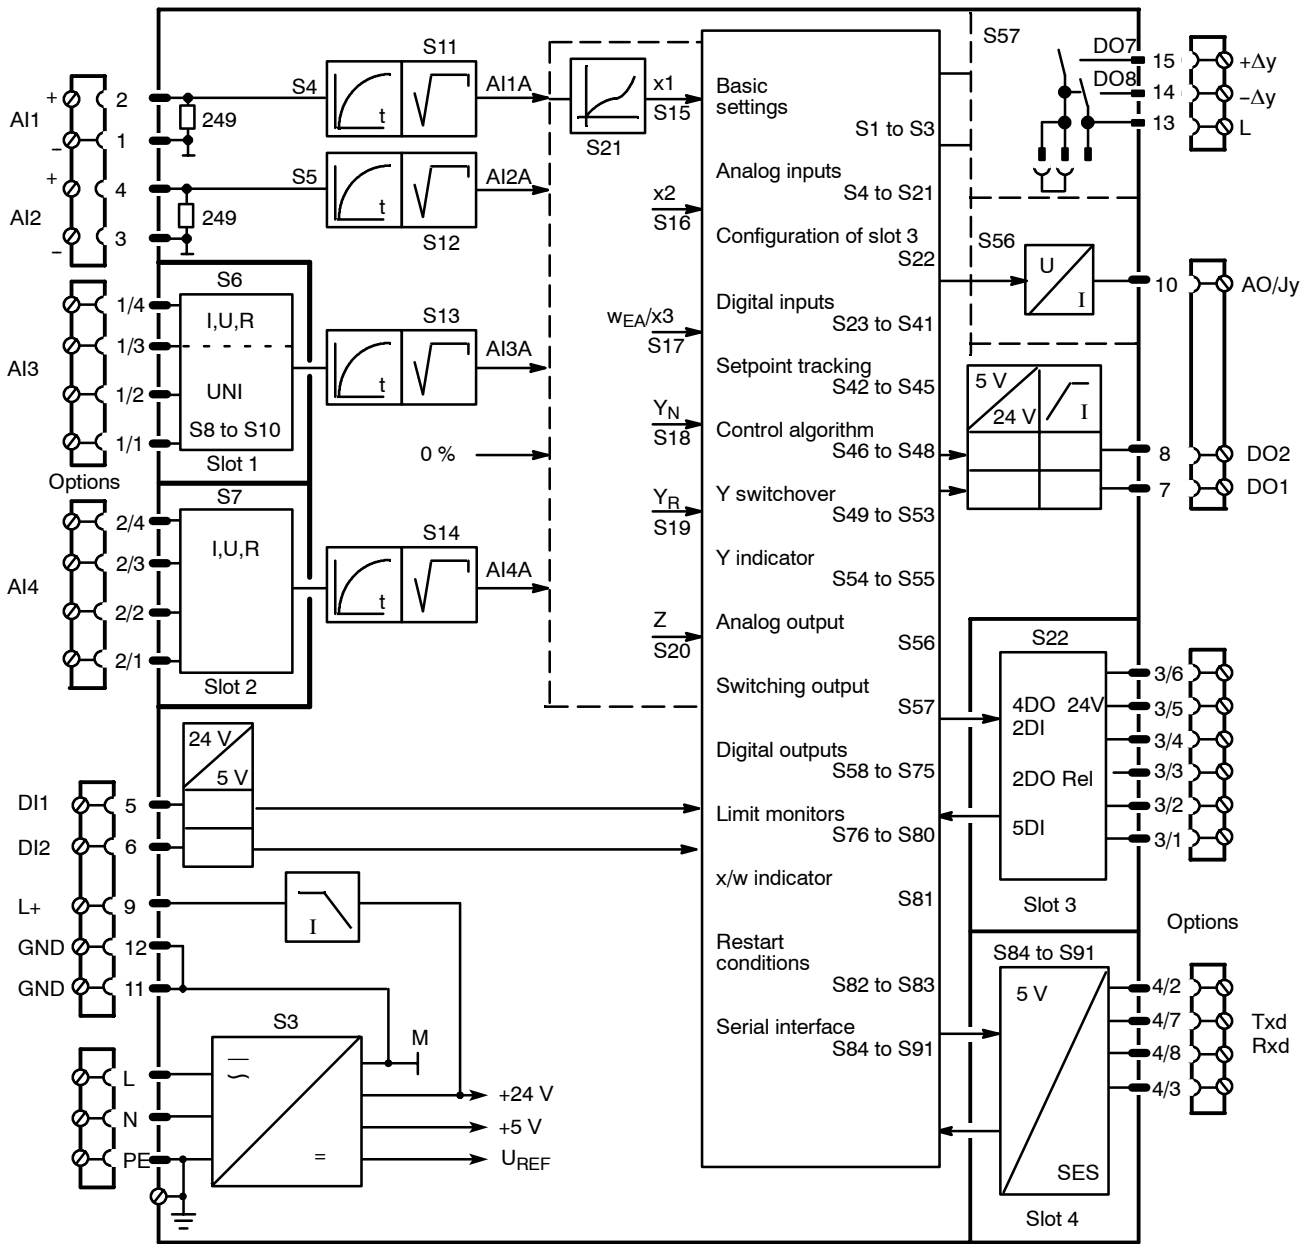 S57
DO7
15
+Δy
DO8
14
−Δy
13
L
S11
S4
t
AI1A
x1
S15
S21
AI1
+
2
249
−
1
S12
S5
t
AI2A
AI2
+
4
249
−
3
x2
S16
S56
U
I
10
AO/Jy
S6
1/4
I,U,R
1/3
AI3
1/2
UNI
S8 to S10
1/1
Slot 1
Options
S13
t
AI3A
wEA/x3
S17
YN
S18
0 %
YR
S19
S7
2/4
I,U,R
2/3
AI4
2/2
2/1
Slot 2
S14
t
AI4A
Z
S20
Basic
settings
S1 to S3
Analog inputs
S4 to S21
Configuration of slot 3
S22
Digital inputs
S23 to S41
Setpoint tracking
S42 to S45
Control algorithm
S46 to S48
Y switchover
S49 to S53
Y indicator
S54 to S55
Analog output
S56
Switching output
S57
Digital outputs
S58 to S75
Limit monitors
S76 to S80
x/w indicator
S81
Restart
conditions
S82 to S83
Serial interface
S84 to S91
5 V
24 V
I
8
DO2
7
DO1
S22
4DO 24V
2DI
2DO Rel
5DI
Slot 3
3/6
3/5
3/4
3/3
3/2
3/1
Options
S84 to S91
5 V
SES
Slot 4
4/2
4/7
Txd
4/8
Rxd
4/3
24 V
5 V
DI1
5
DI2
6
L+
9
I
GND
12
GND
11
S3
M
L
N
PE
=
+24 V
+5 V
UREF